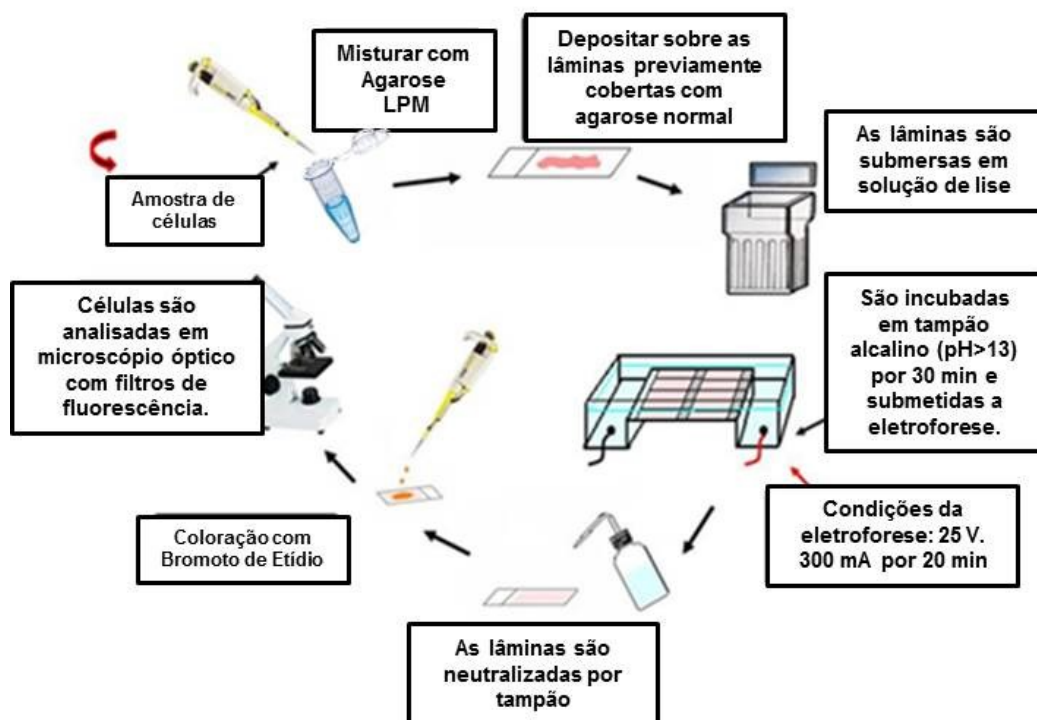 Amostra de
células
Misturar com
Agarose
LPM
Depositar sobre as
lâminas previamente
cobertas com
agarose normal
As lâminas são
submersas em
solução de lise
São incubadas
em tampão
alcalino (pH>13)
por 30 min e
submetidas a
eletroforese.
Condições da
eletroforese: 25 V.
300 mA por 20 min
As lâminas são
neutralizadas por
tampão
Coloração com
Bromoto de Etídio
Células são
analisadas em
microscópio óptico
com filtros de
fluorescência.